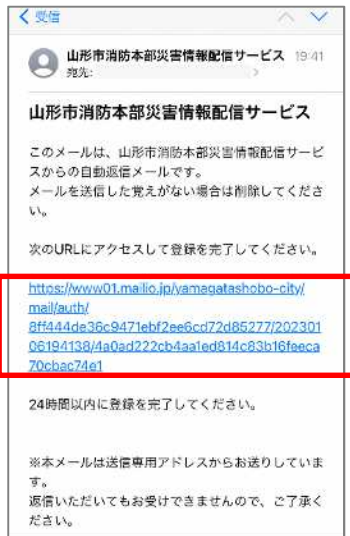 受信
山形市消防本部災害情報配信サービス 19:41
宛先:
山形市消防本部災害情報配信サービス
このメールは、山形市消防本部災害情報配信サービ
スからの自動返信メールです。
メールを送信した覚えがない場合は削除してくださ
い。
次のURLにアクセスして登録を完了してください。
https://www01.mailio.jp/yamagatashobo-city/
mail/auth/
8ff444de36c9471ebf2ee6cd72d85277/202301
06194138/4a0ad222cb4aa1ed814c83b16feeca
70cbac74e1
24時間以内に登録を完了してください。
※本メールは送信専用アドレスからお送りしていま
す。
返信いただいてもお受けできませんので、ご了承く
ださい。